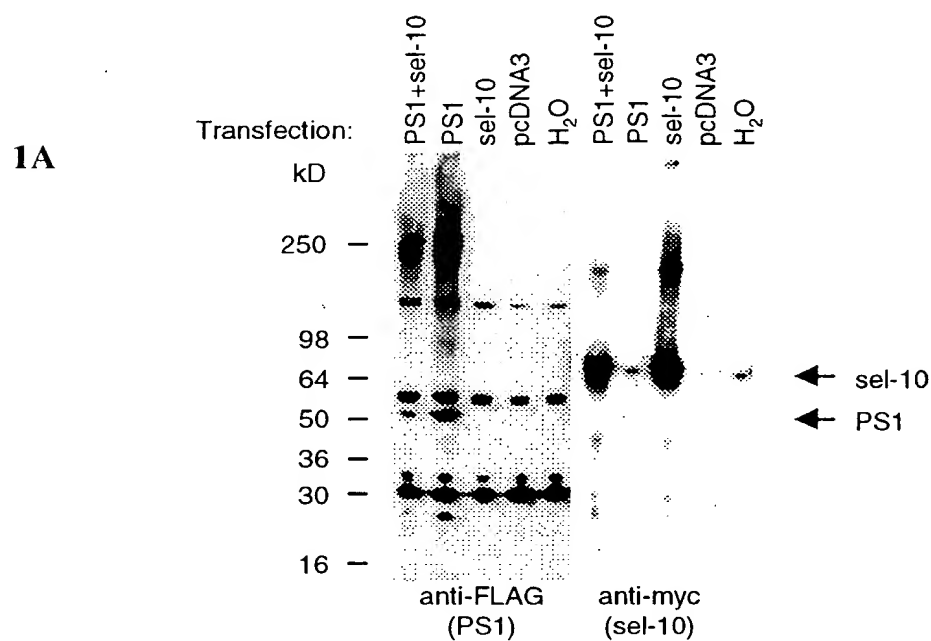 1A
Transfection:
PS1+sel-10
PS1
sel-10
pcDNA3
H₂O
PS1+sel-10
PS1
sel-10
pcDNA3
H₂O
kD
250
98
64
50
36
30
16
sel-10
PS1
anti-FLAG
(PS1)
anti-myc
(sel-10)